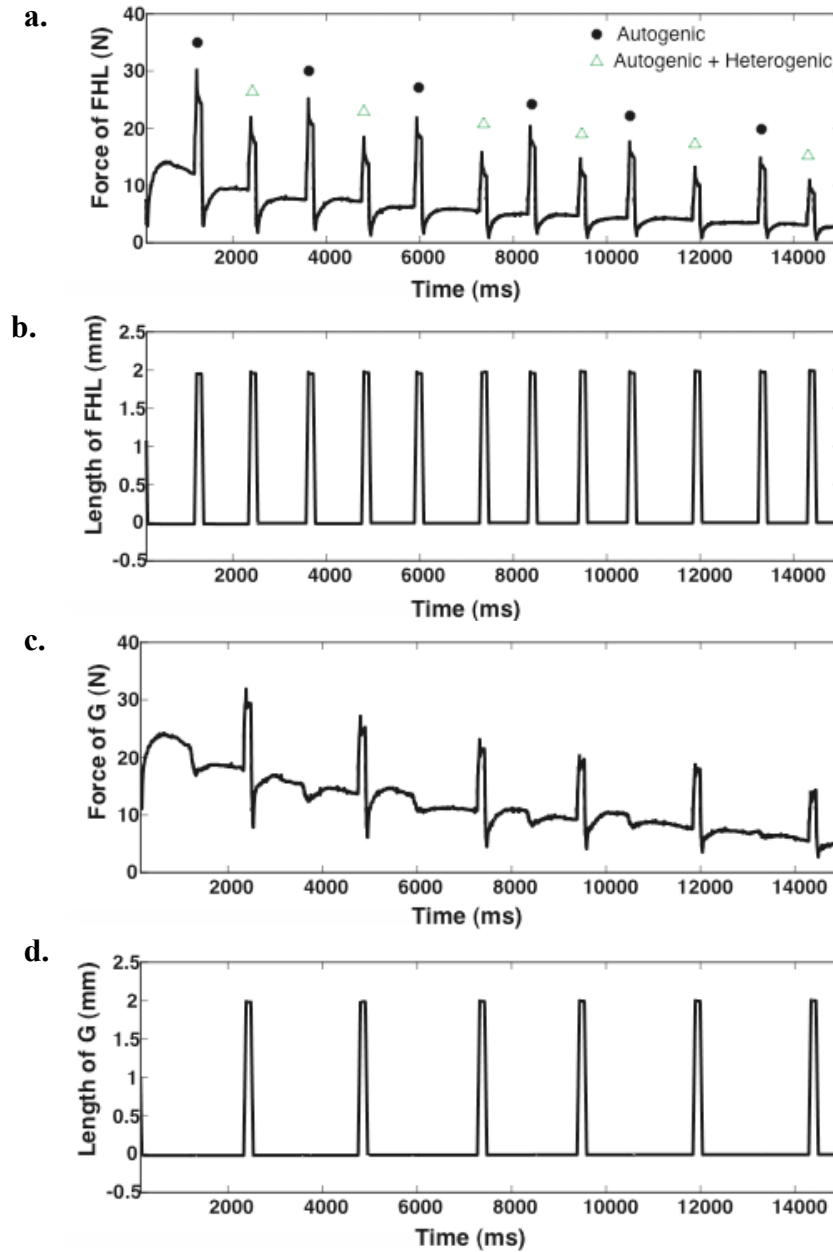 a.
Force of FHL (N)
40
30
20
10
0
● Autogenic
△ Autogenic + Heterogenic
2000 4000 6000 8000 10000 12000 14000
Time (ms)
b.
Length of FHL (mm)
2.5
2
1.5
1
0.5
0
-0.5
2000 4000 6000 8000 10000 12000 14000
Time (ms)
c.
Force of G (N)
40
30
20
10
0
2000 4000 6000 8000 10000 12000 14000
Time (ms)
d.
Length of G (mm)
2.5
2
1.5
1
0.5
0
-0.5
2000 4000 6000 8000 10000 12000 14000
Time (ms)